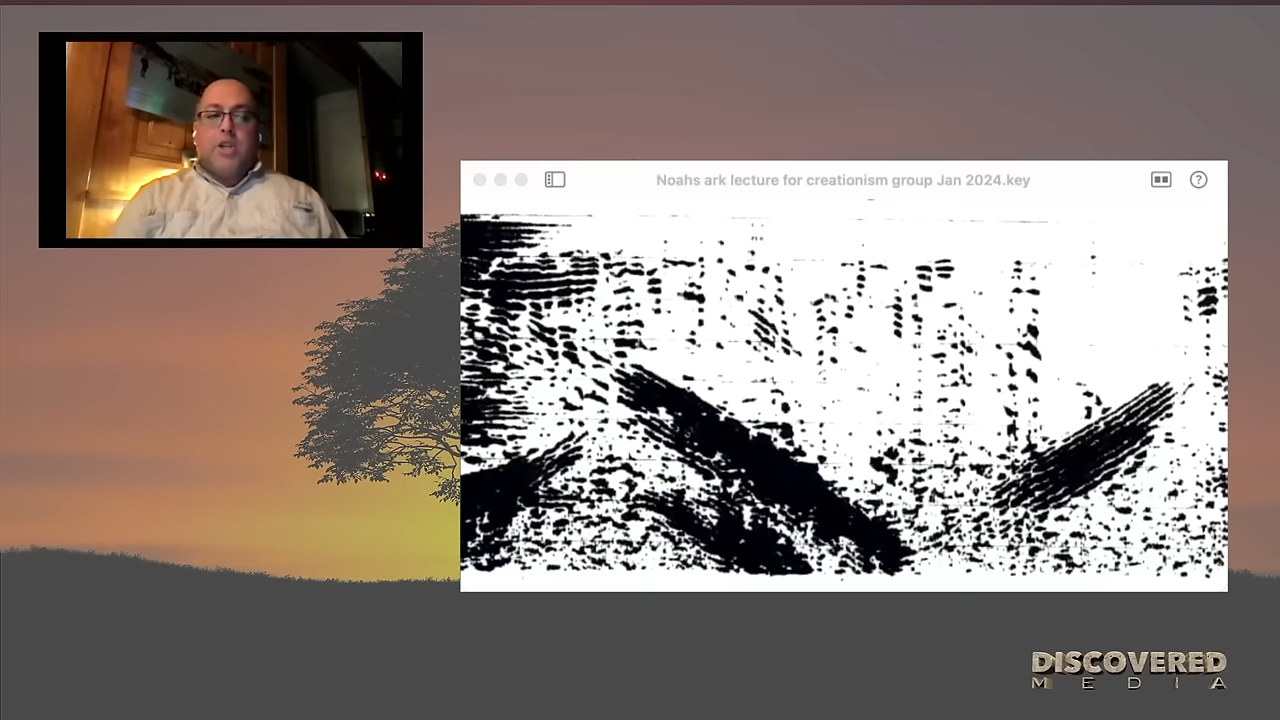 Noahs ark lecture for creationism group Jan 2024.key
?
DISCOVERED
MEDIA